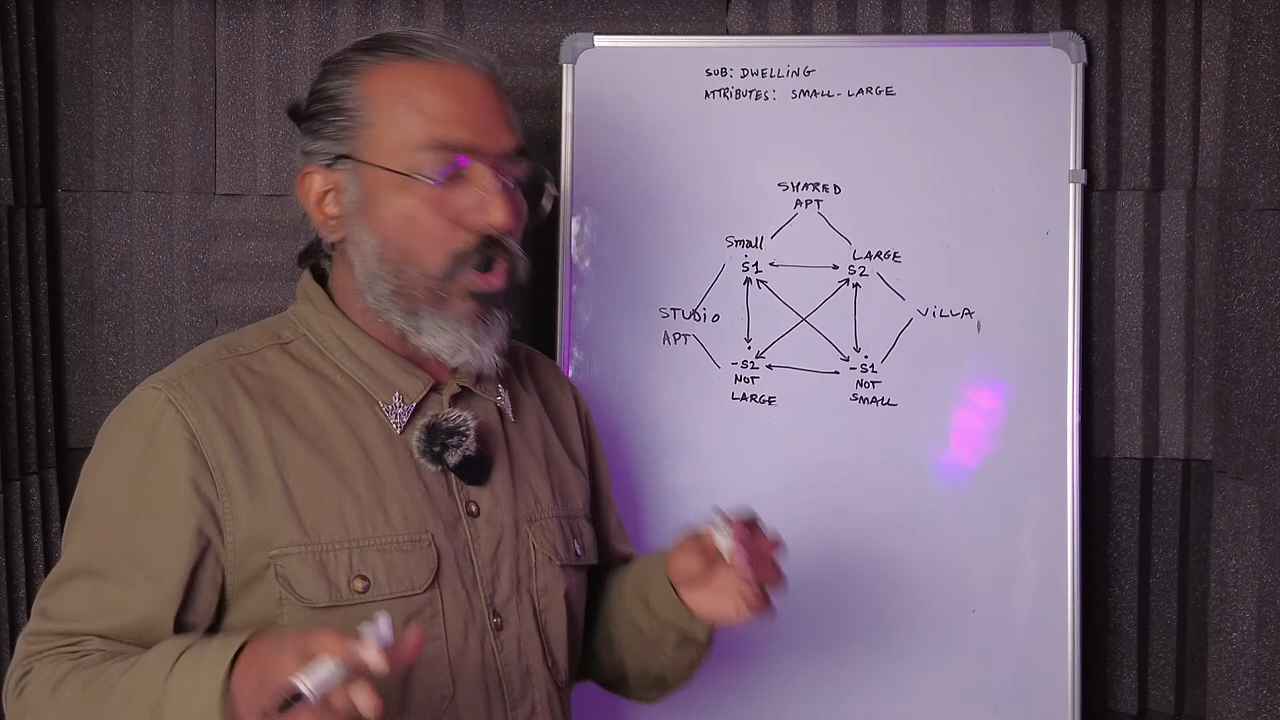 SUB: DWELLING
ATTRIBUTES: SMALL-LARGE
SHARED
APT
Small
S1
LARGE
S2
STUDIO
APT
VILLA
-S2
NOT
LARGE
-S1
NOT
SMALL